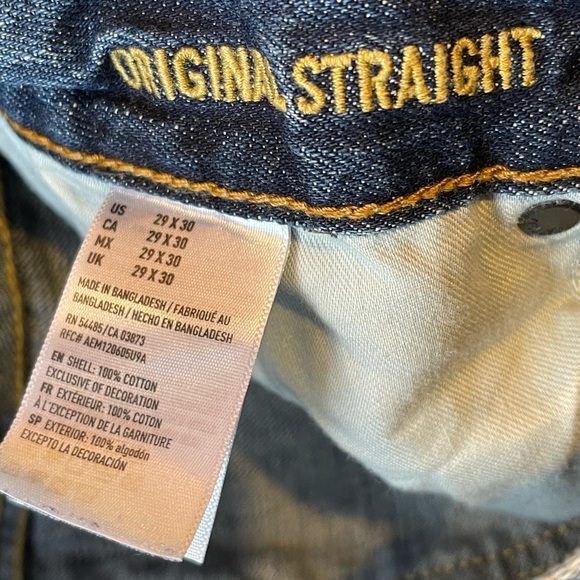 ORIGINAL STRAIGHT
US 29 X 30
CA 29 X 30
MX 29 X 30
UK 29 X 30
MADE IN BANGLADESH / FABRIQUÉ AU
BANGLADESH / HECHO EN BANGLADESH
RN 54485/CA 03873
RFC# AEM120605U9A
EN SHELL: 100% COTTON
EXCLUSIVE OF DECORATION
FR EXTÉRIEUR: 100% COTON
À L'EXCEPTION DE LA GARNITURE
SP EXTERIOR: 100% algodón
EXCEPTO LA DECORACIÓN